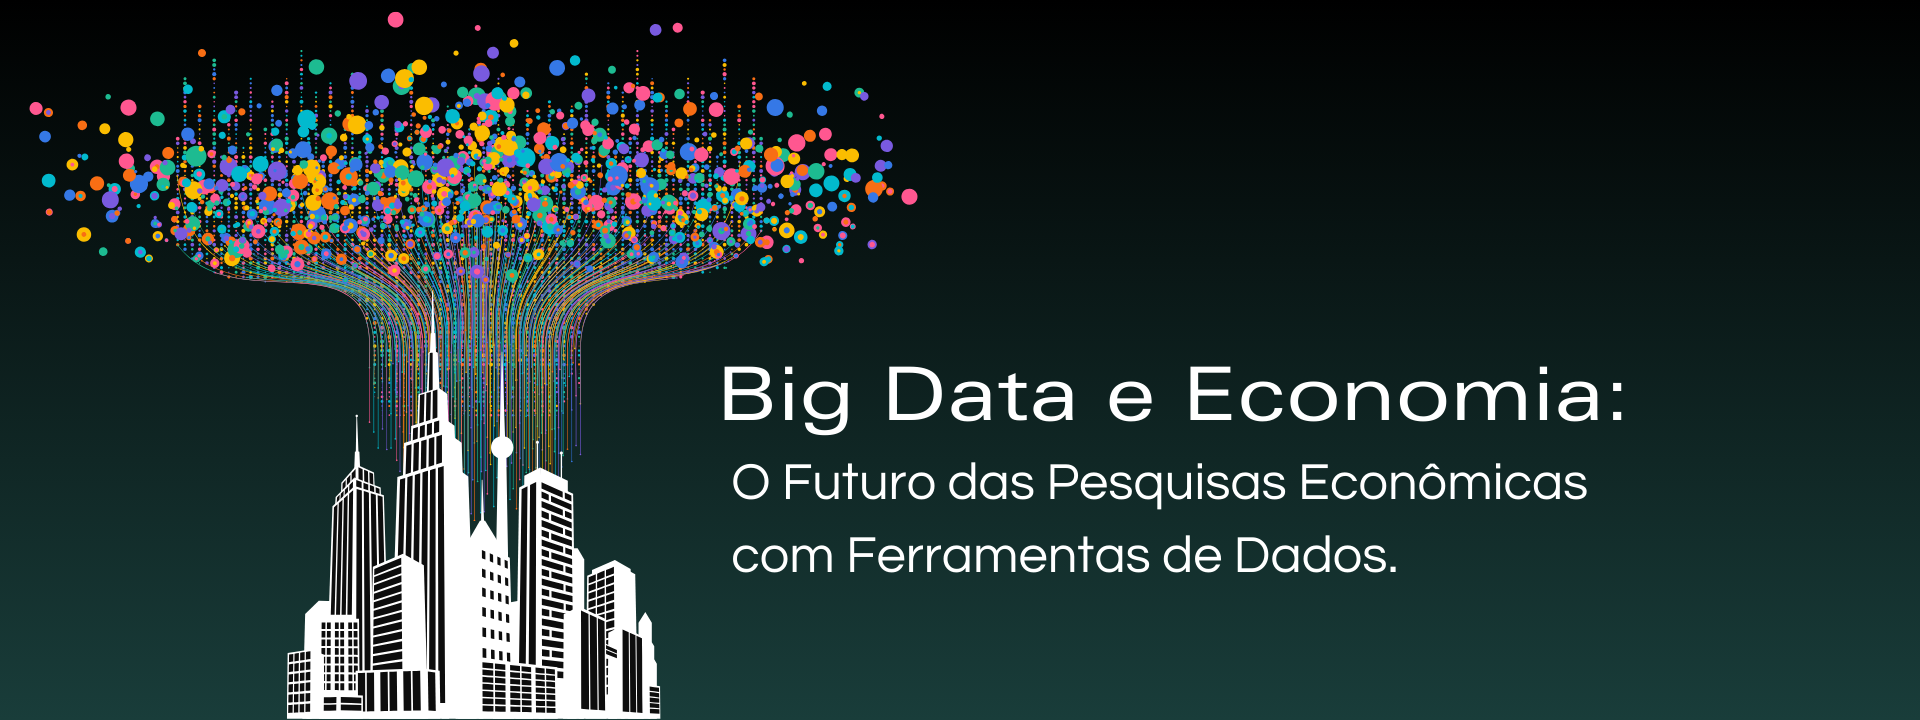 Big Data e Economia:
O Futuro das Pesquisas Econômicas
com Ferramentas de Dados.